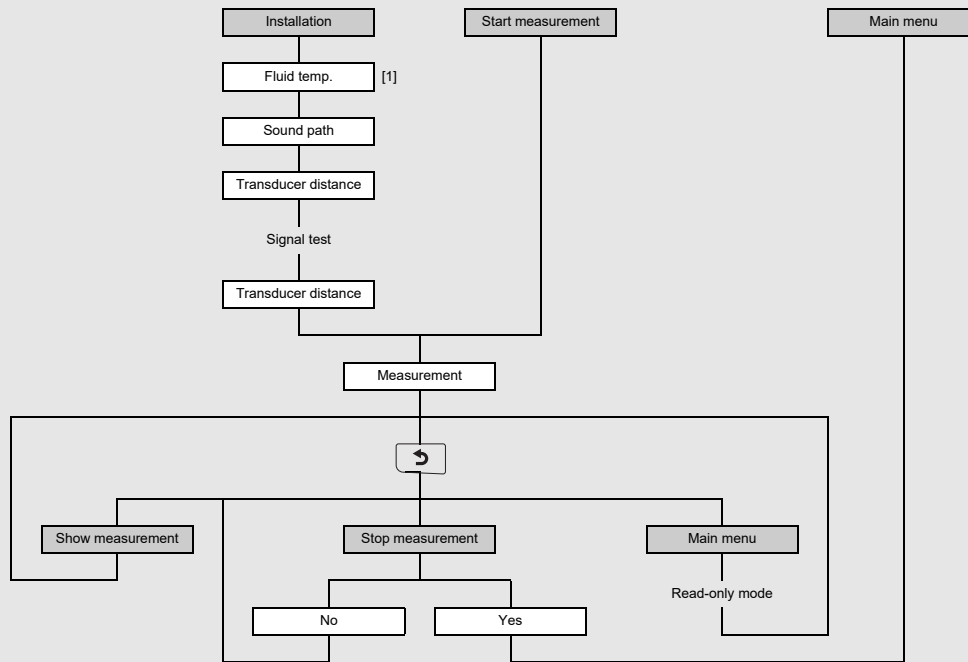 Installation
Start measurement
Main menu
Fluid temp.
[1]
Sound path
Transducer distance
Signal test
Transducer distance
Measurement
Show measurement
Stop measurement
Main menu
Read-only mode
No
Yes